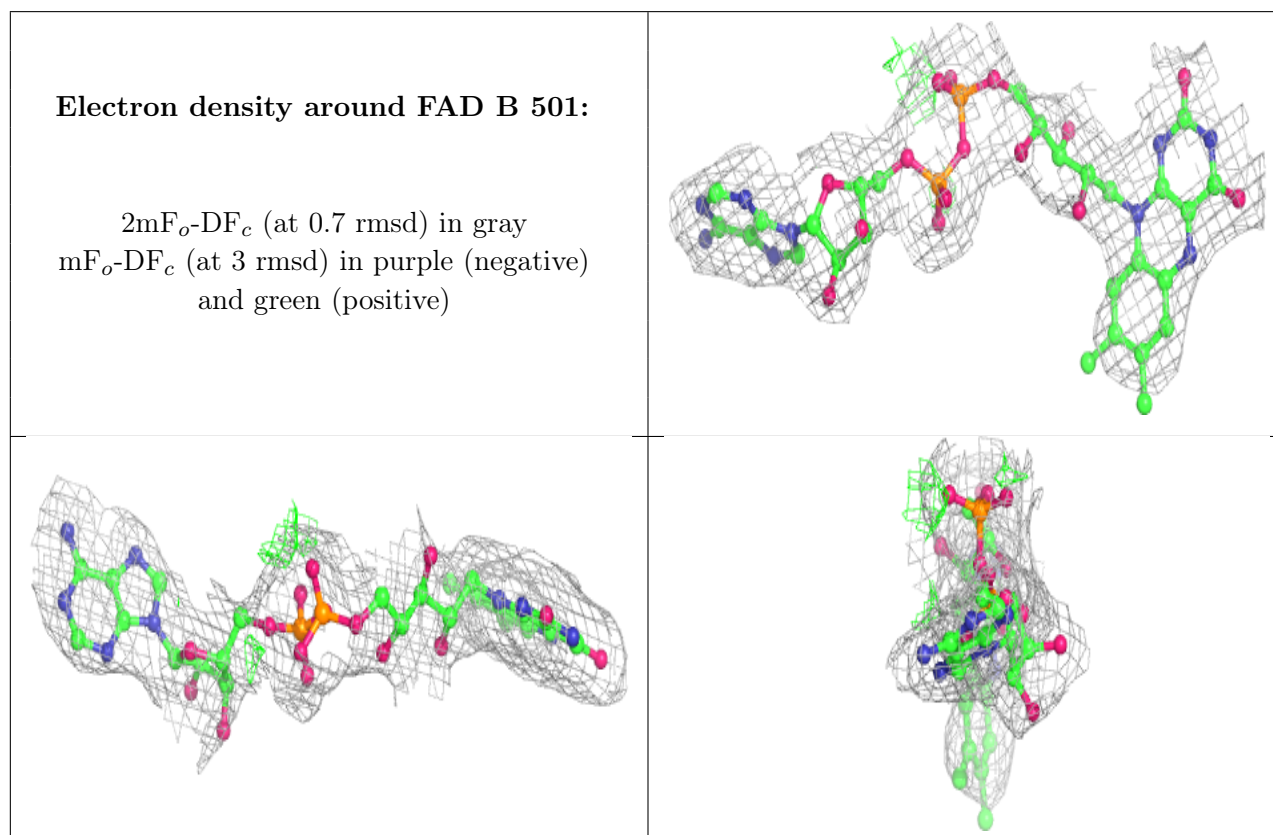 Electron density around FAD B 501:
2mFo-DFc (at 0.7 rmsd) in gray
mFo-DFc (at 3 rmsd) in purple (negative)
and green (positive)